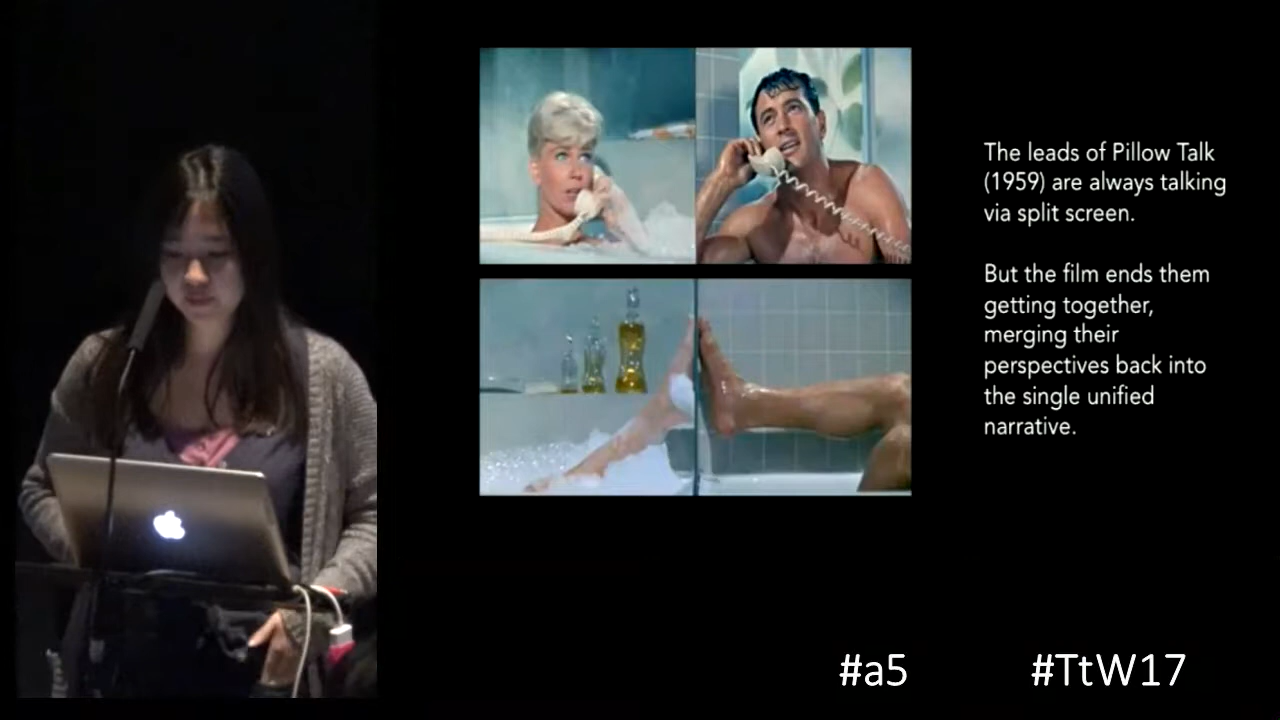 The leads of Pillow Talk
(1959) are always talking
via split screen.
But the film ends them
getting together,
merging their
perspectives back into
the single unified
narrative.
#a5 #TtW17